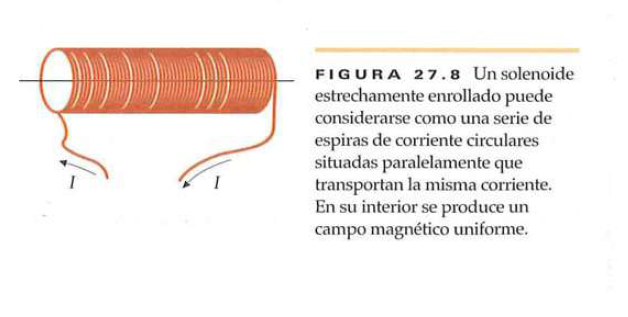 FIGURA 27.8 Un solenoide
estrechamente enrollado puede
considerarse como una serie de
espiras de corriente circulares
situadas paralelamente que
transportan la misma corriente.
En su interior se produce un
campo magnético uniforme.
I
I